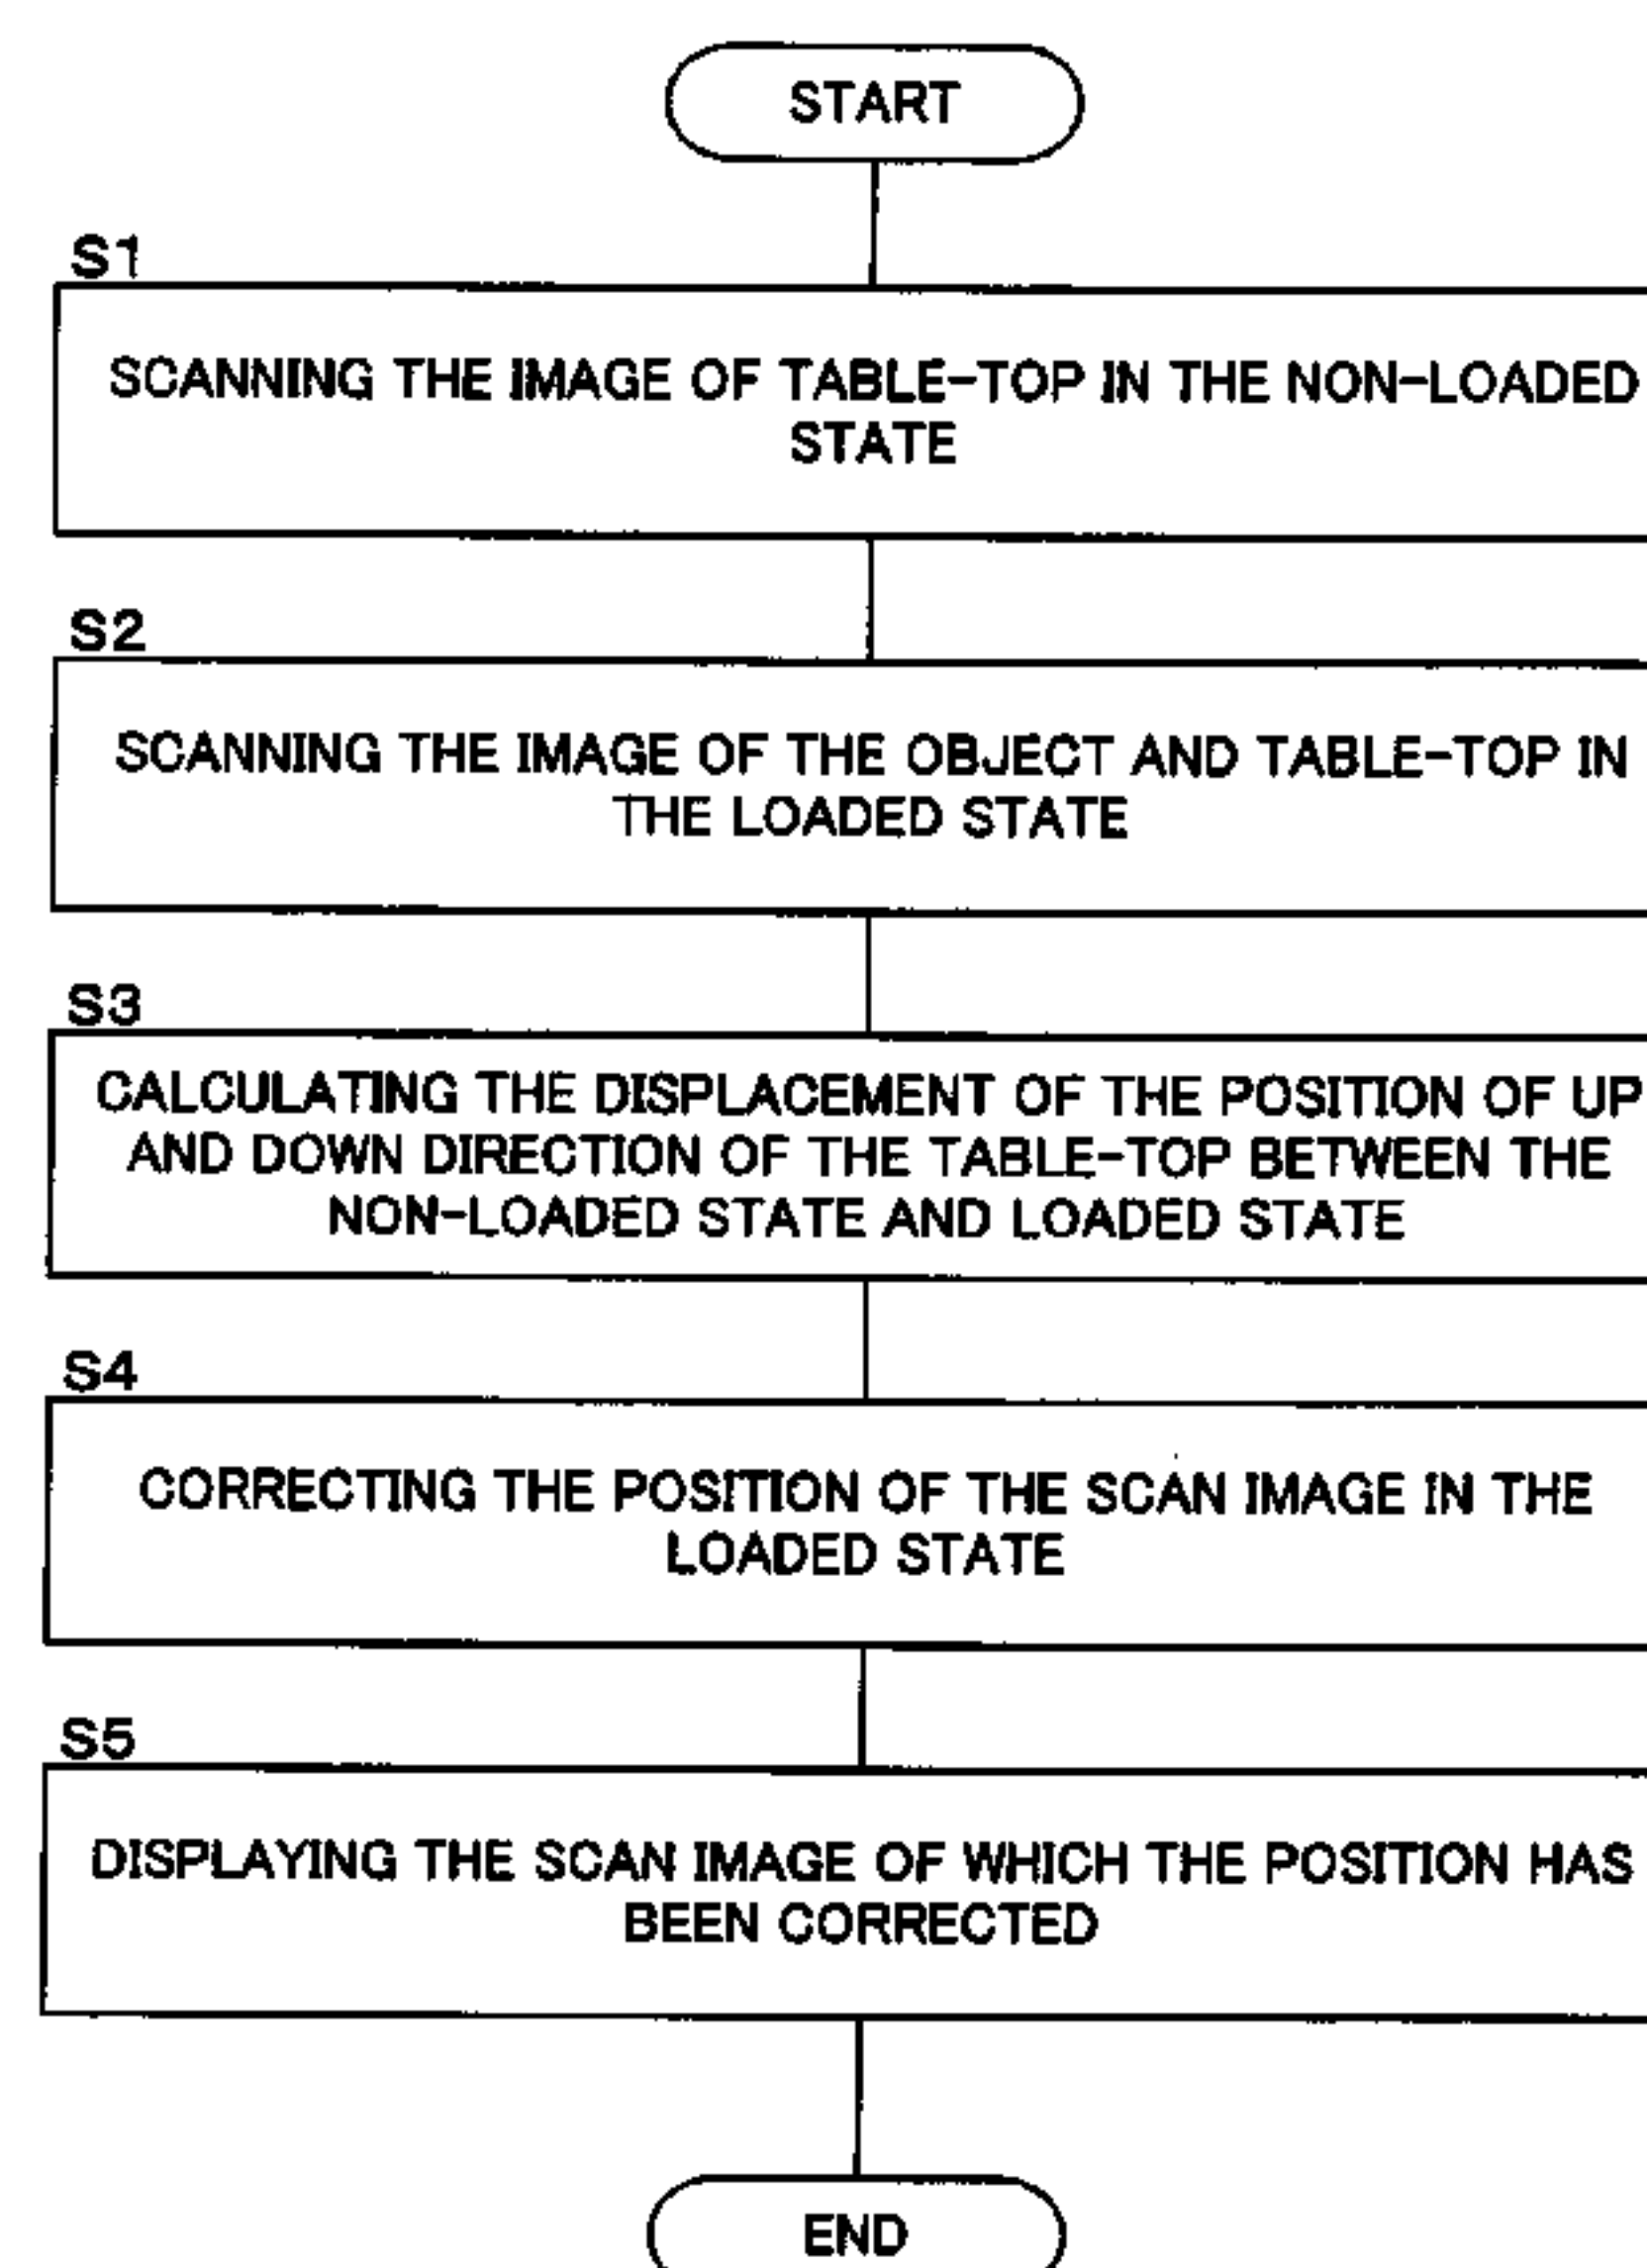 START
S1
SCANNING THE IMAGE OF TABLE-TOP IN THE NON-LOADED
STATE
S2
SCANNING THE IMAGE OF THE OBJECT AND TABLE-TOP IN
THE LOADED STATE
S3
CALCULATING THE DISPLACEMENT OF THE POSITION OF UP
AND DOWN DIRECTION OF THE TABLE-TOP BETWEEN THE
NON-LOADED STATE AND LOADED STATE
S4
CORRECTING THE POSITION OF THE SCAN IMAGE IN THE
LOADED STATE
S5
DISPLAYING THE SCAN IMAGE OF WHICH THE POSITION HAS
BEEN CORRECTED
END